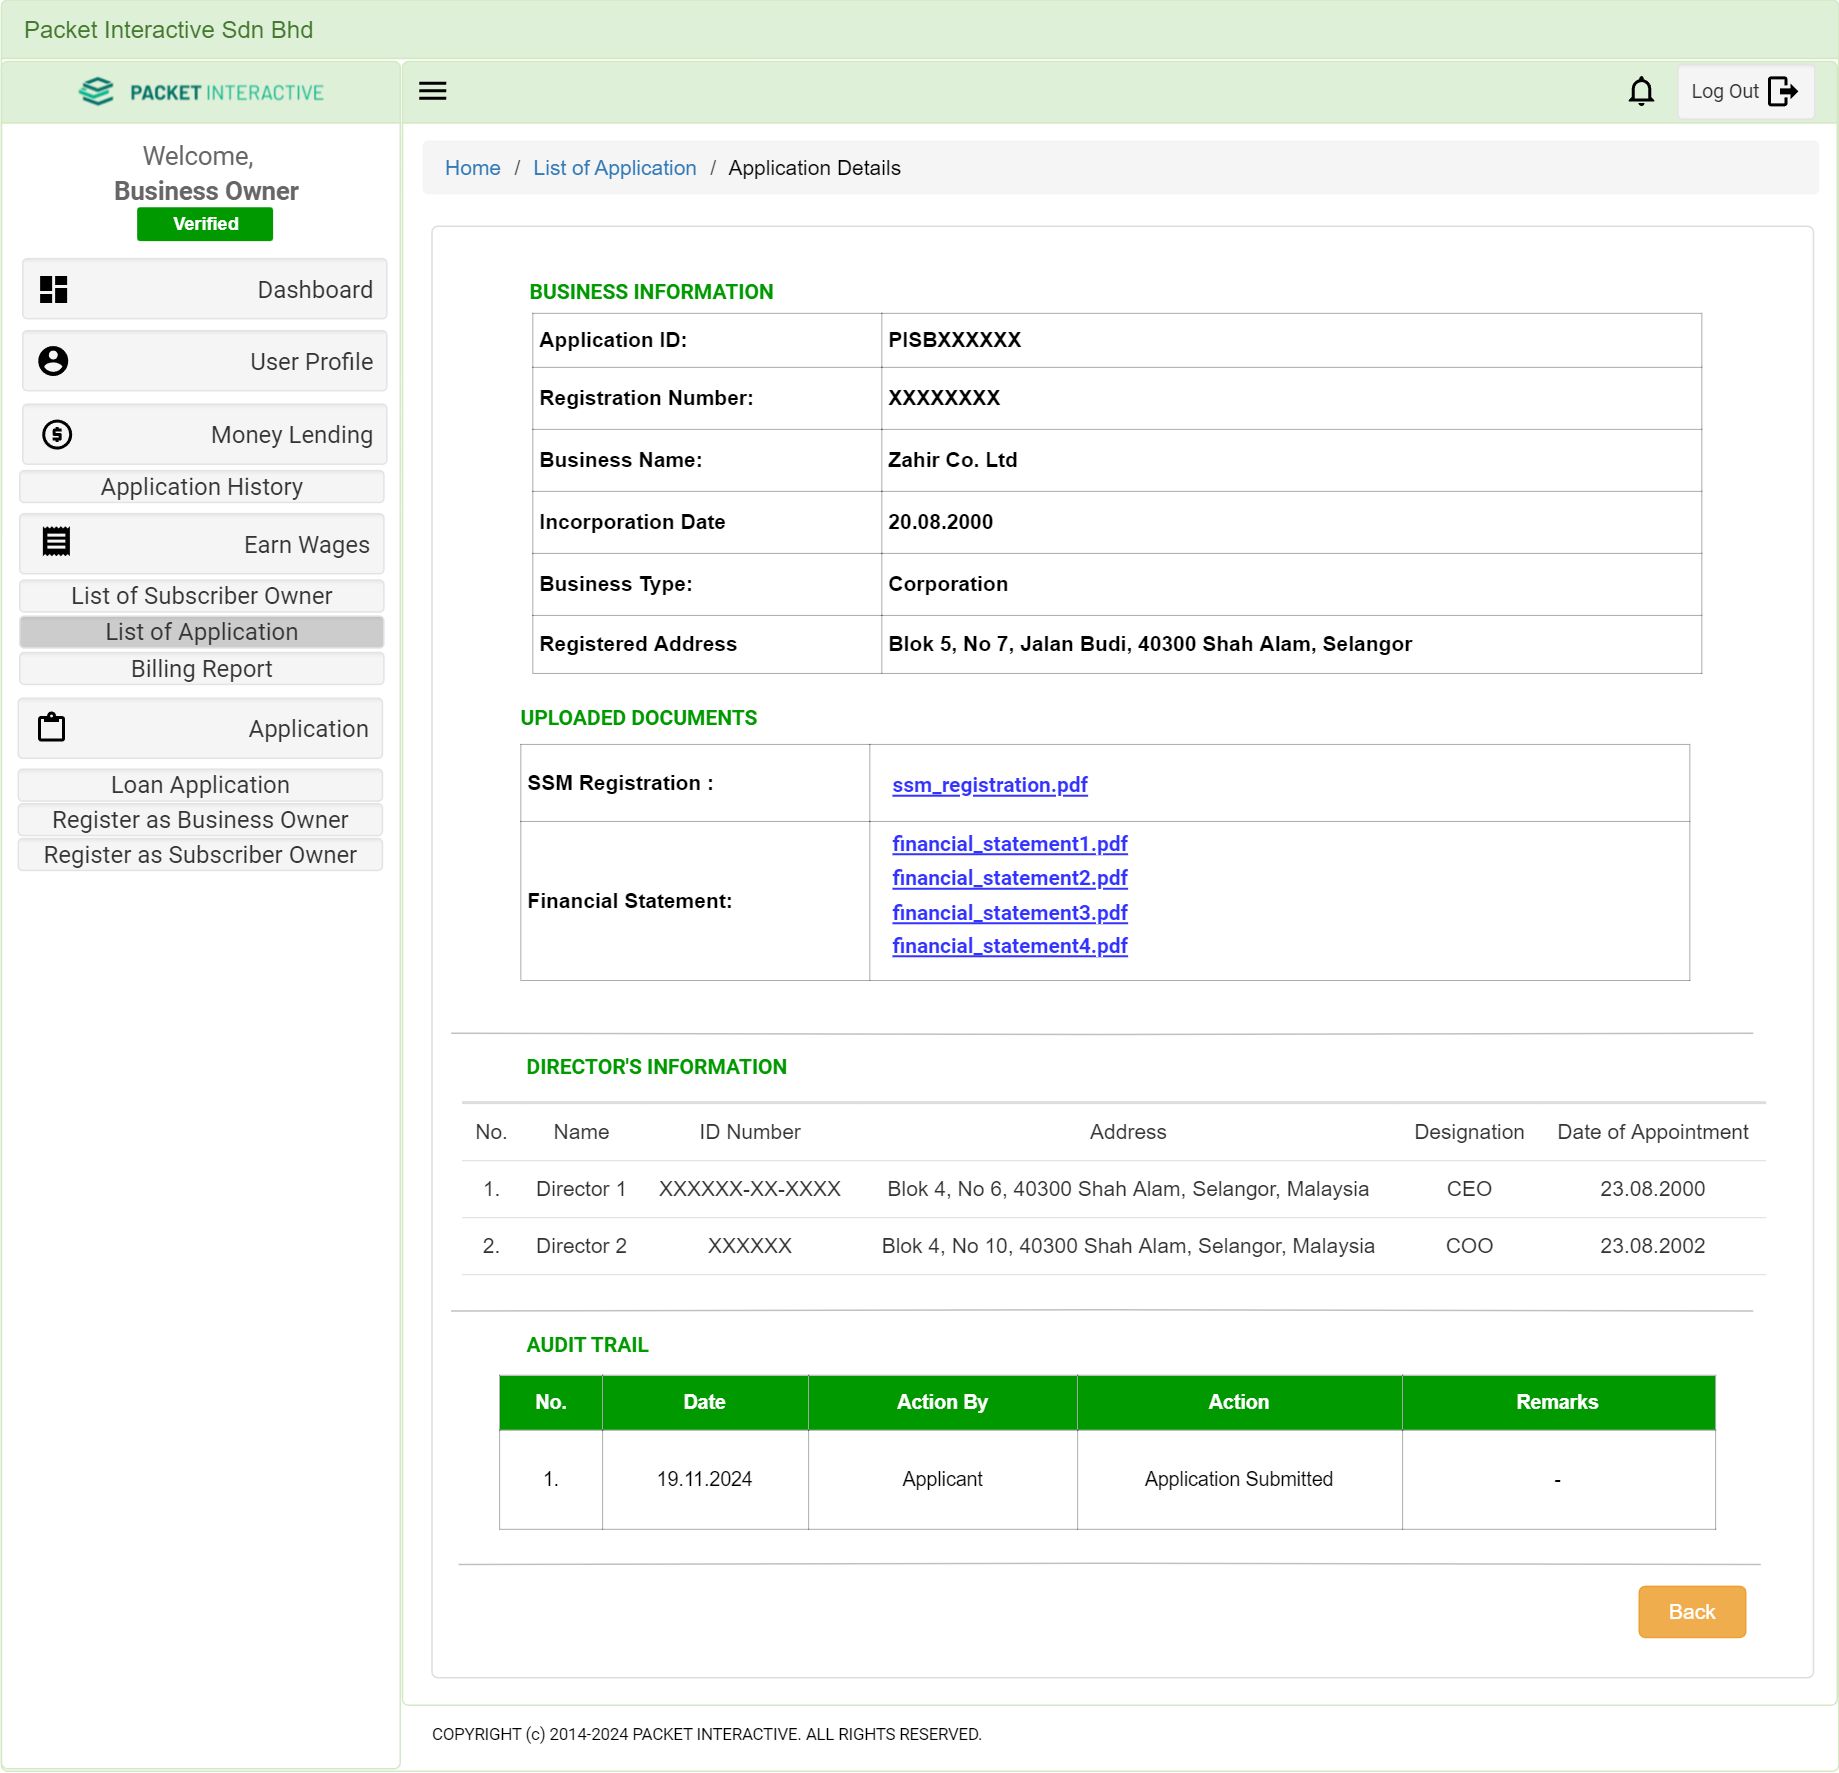 Packet Interactive Sdn Bhd
PACKET INTERACTIVE
Log Out
Welcome,
Business Owner
Verified
Dashboard
User Profile
Money Lending
Application History
Earn Wages
List of Subscriber Owner
List of Application
Billing Report
Application
Loan Application
Register as Business Owner
Register as Subscriber Owner
Home / List of Application / Application Details
BUSINESS INFORMATION
Application ID: PISBXXXXXX
Registration Number: XXXXXXXX
Business Name: Zahir Co. Ltd
Incorporation Date 20.08.2000
Business Type: Corporation
Registered Address Blok 5, No 7, Jalan Budi, 40300 Shah Alam, Selangor
UPLOADED DOCUMENTS
SSM Registration : ssm_registration.pdf
Financial Statement:
financial_statement1.pdf
financial_statement2.pdf
financial_statement3.pdf
financial_statement4.pdf
DIRECTOR'S INFORMATION
No. Name ID Number Address Designation Date of Appointment
1. Director 1 XXXXXX-XX-XXXX Blok 4, No 6, 40300 Shah Alam, Selangor, Malaysia CEO 23.08.2000
2. Director 2 XXXXXX Blok 4, No 10, 40300 Shah Alam, Selangor, Malaysia COO 23.08.2002
AUDIT TRAIL
No. Date Action By Action Remarks
1. 19.11.2024 Applicant Application Submitted -
Back
COPYRIGHT (c) 2014-2024 PACKET INTERACTIVE. ALL RIGHTS RESERVED.